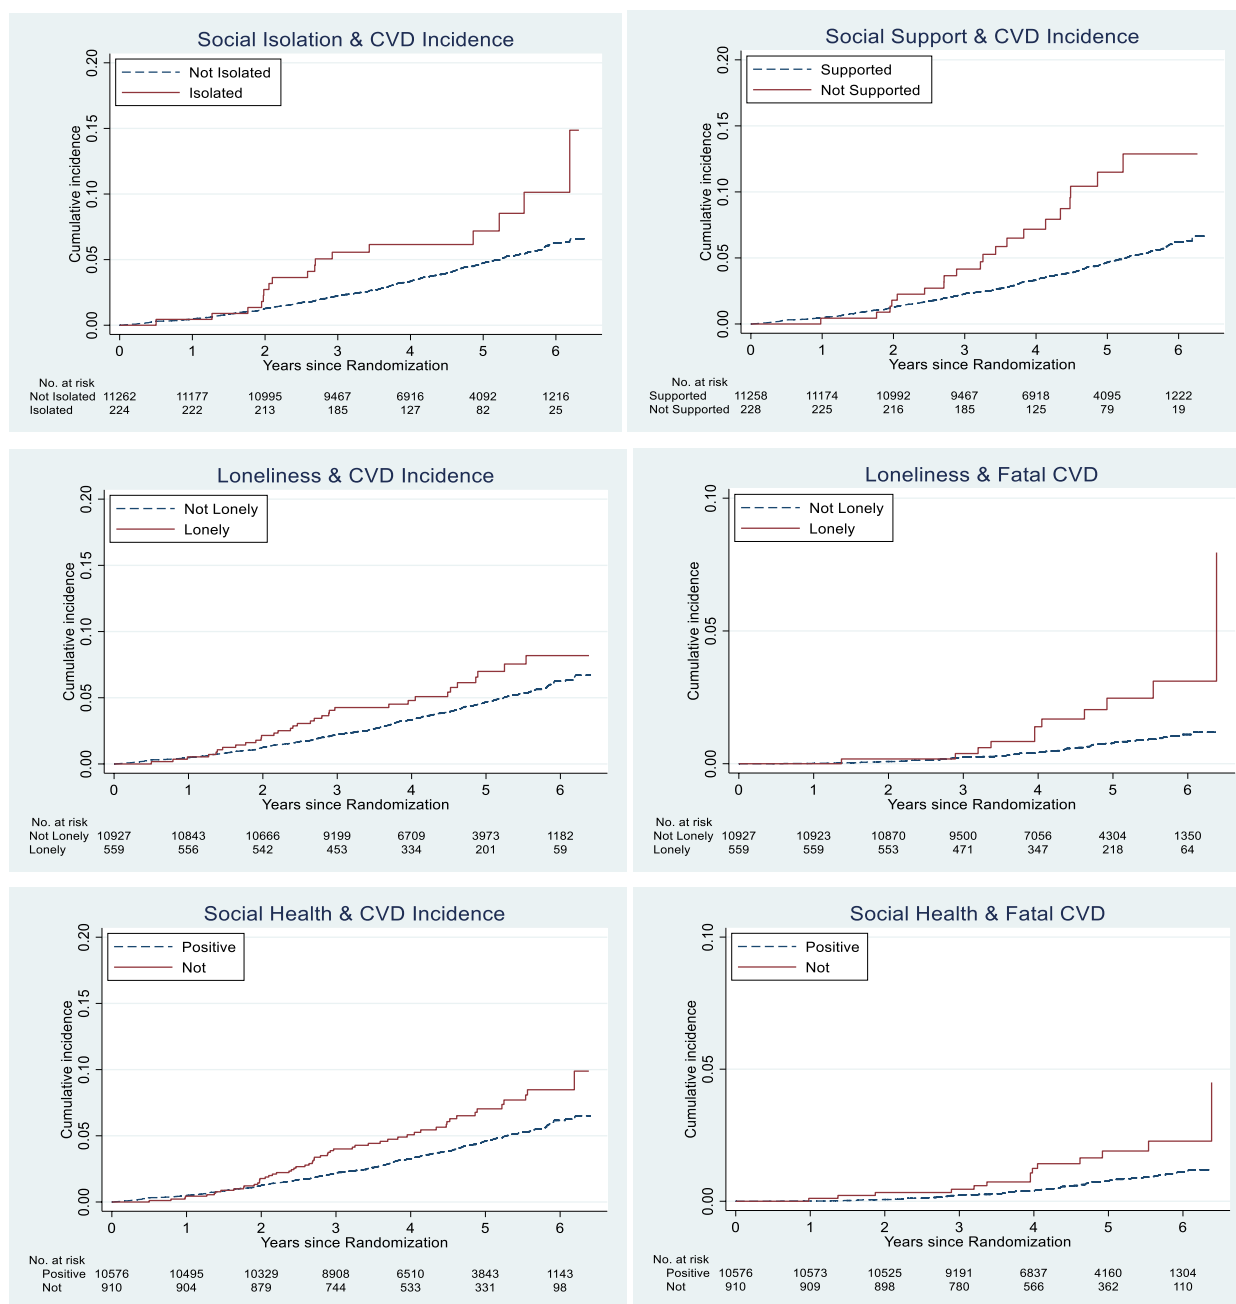 Social Isolation & CVD Incidence
Not Isolated
Isolated
Cumulative incidence
0.20
0.15
0.10
0.05
0.00
0 1 2 3 4 5 6
Years since Randomization
No. at risk
Not Isolated 11262 11177 10995 9467 6916 4092 1216
Isolated 224 222 213 185 127 82 25
Social Support & CVD Incidence
Supported
Not Supported
Cumulative incidence
0.20
0.15
0.10
0.05
0.00
0 1 2 3 4 5 6
Years since Randomization
No. at risk
Supported 11258 11174 10992 9467 6918 4095 1222
Not Supported 228 225 216 185 125 79 19
Loneliness & CVD Incidence
Not Lonely
Lonely
Cumulative incidence
0.20
0.15
0.10
0.05
0.00
0 1 2 3 4 5 6
Years since Randomization
No. at risk
Not Lonely 10927 10843 10666 9199 6709 3973 1182
Lonely 559 556 542 453 334 201 59
Loneliness & Fatal CVD
Not Lonely
Lonely
Cumulative incidence
0.10
0.05
0.00
0 1 2 3 4 5 6
Years since Randomization
No. at risk
Not Lonely 10927 10923 10870 9500 7056 4304 1350
Lonely 559 559 553 471 347 218 64
Social Health & CVD Incidence
Positive
Not
Cumulative incidence
0.20
0.15
0.10
0.05
0.00
0 1 2 3 4 5 6
Years since Randomization
No. at risk
Positive 10576 10495 10329 8908 6510 3843 1143
Not 910 904 879 744 533 331 98
Social Health & Fatal CVD
Positive
Not
Cumulative incidence
0.10
0.05
0.00
0 1 2 3 4 5 6
Years since Randomization
No. at risk
Positive 10576 10573 10525 9191 6837 4160 1304
Not 910 909 898 780 566 362 110